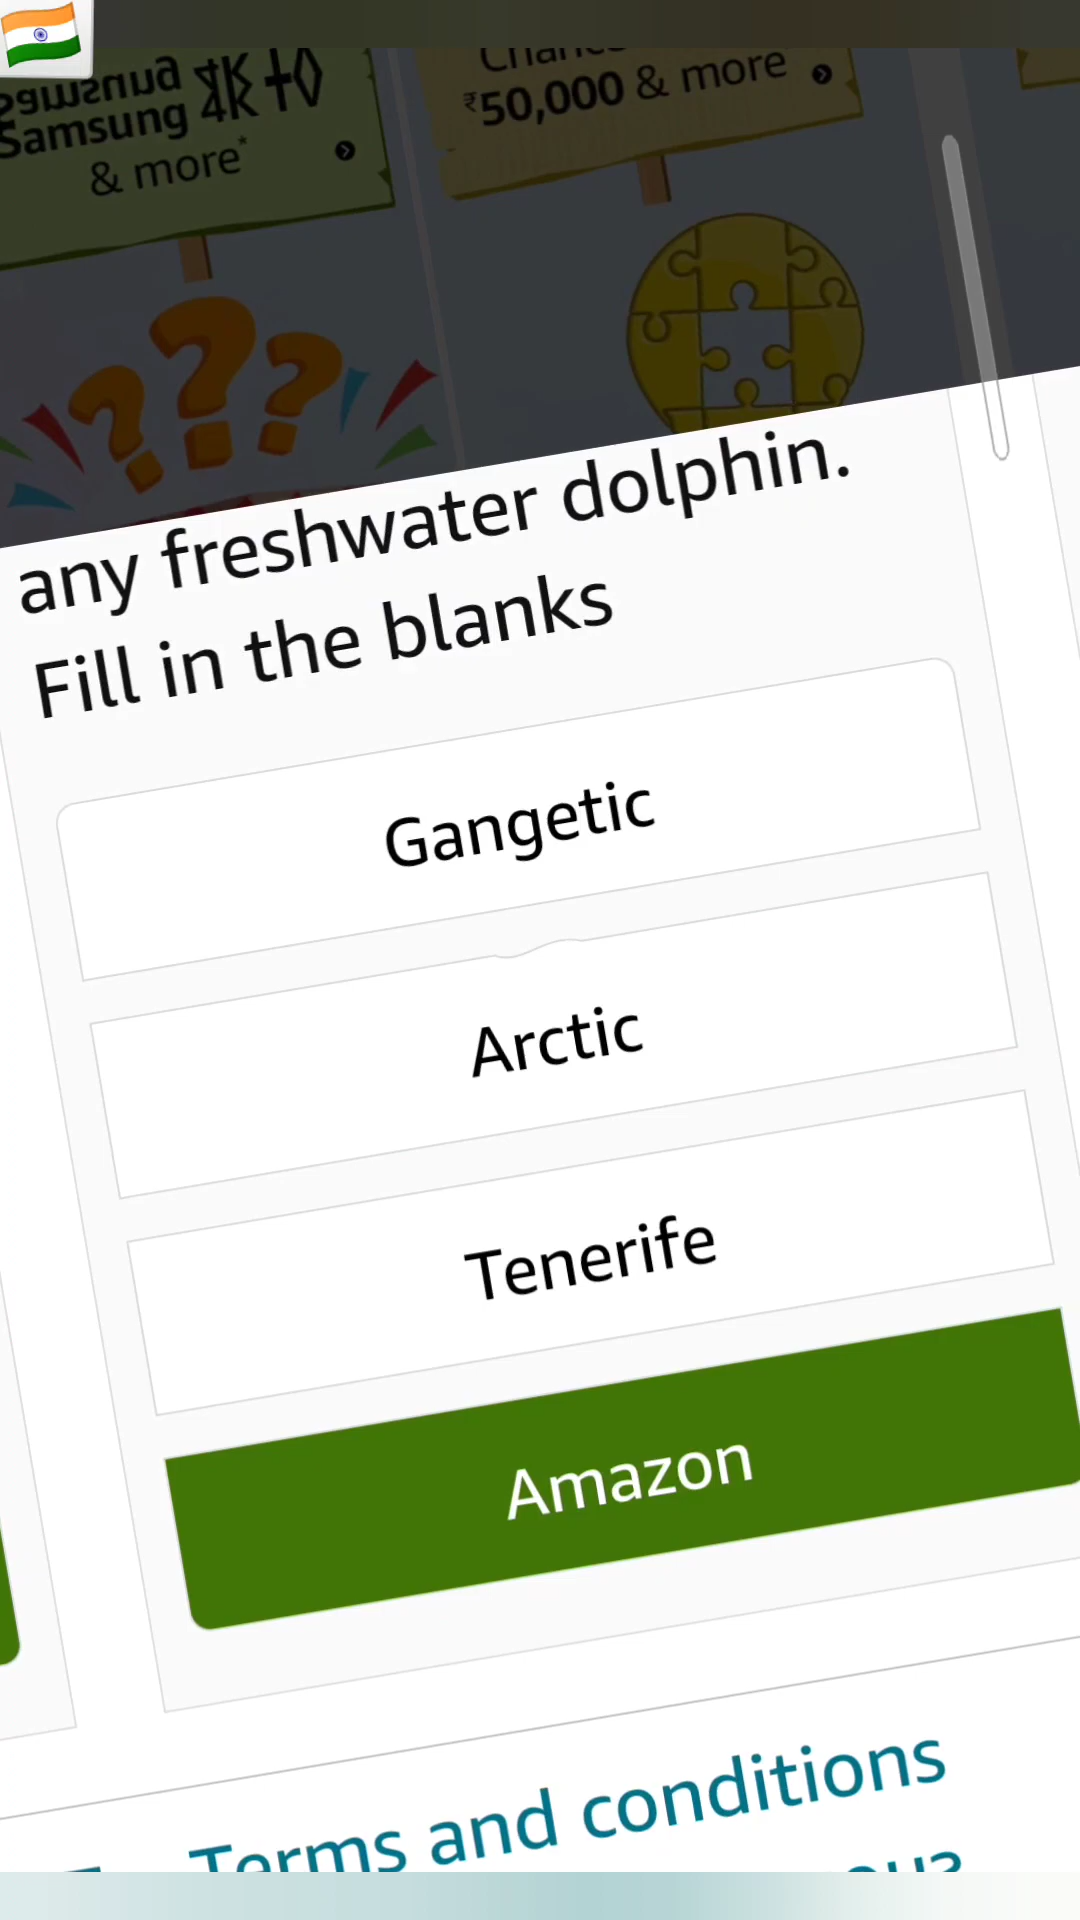 Samsung 4K
& more*
₹50,000 & more
any freshwater dolphin.
Fill in the blanks
Gangetic
Arctic
Tenerife
Amazon
Terms and conditions